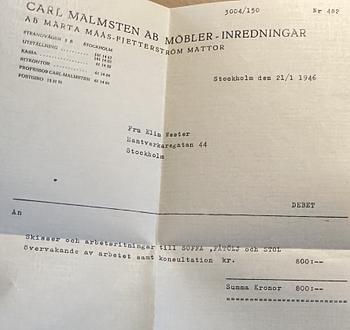 3004/150 Nr 482
CARL MALMSTEN AB MÖBLER - INREDNINGAR
AB MÄRTA MÅÅS-FJETTERSTRÖM MATTOR
STRANDVÄGEN 5 B STOCKHOLM
UTSTÄLLNING
KASSA
RITKONTOR
PROFESSOR CARL MALMSTEN
POSTGIRO
Stockholm den 21/1 1946
Fru Elin Wester
Hantverkaregatan 44
Stockholm
DEBET
An
Skisser och arbetsritningar till SOFFA ,FÅTÖLJ och STOL
Övervakande av arbetet samt konsultation kr. 800:--
Summa Kronor 800:--